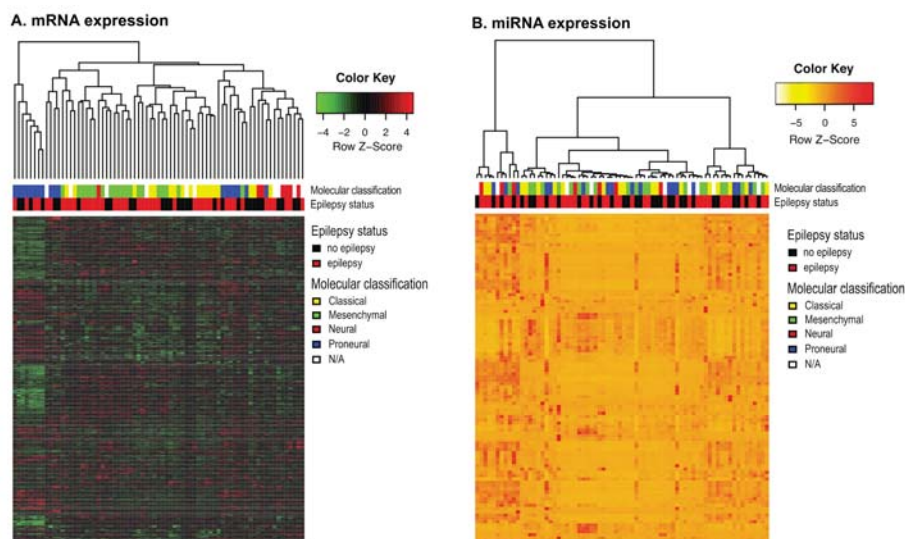 A. mRNA expression
Color Key
-4 -2 0 2 4
Row Z-Score
Molecular classification
Epilepsy status
Epilepsy status
no epilepsy
epilepsy
Molecular classification
Classical
Mesenchymal
Neural
Proneural
N/A
B. miRNA expression
Color Key
-5 0 5
Row Z-Score
Molecular classification
Epilepsy status
Epilepsy status
no epilepsy
epilepsy
Molecular classification
Classical
Mesenchymal
Neural
Proneural
N/A